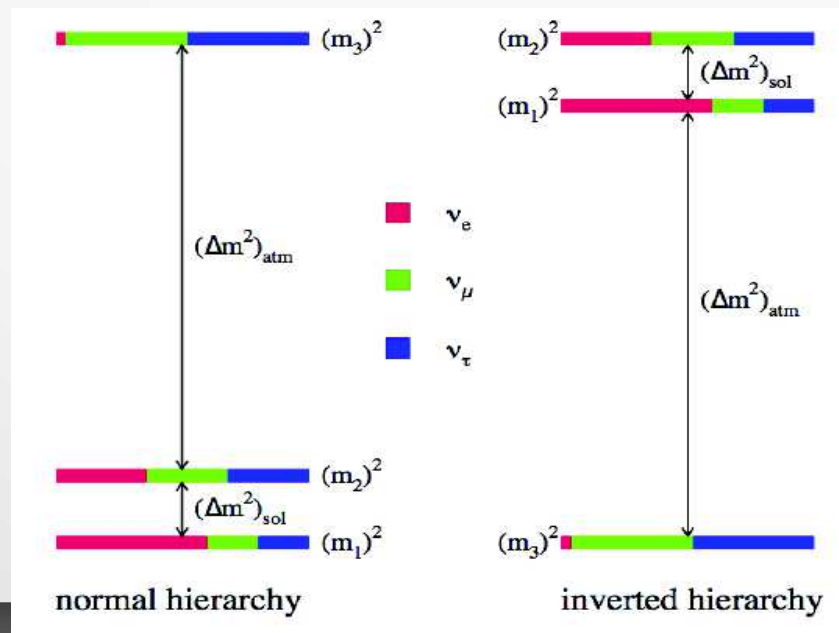 (m₃)²
(Δm²)atm
(m₂)²
(Δm²)sol
(m₁)²
normal hierarchy
νe
νμ
ντ
(m₂)²
(Δm²)sol
(m₁)²
(Δm²)atm
(m₃)²
inverted hierarchy